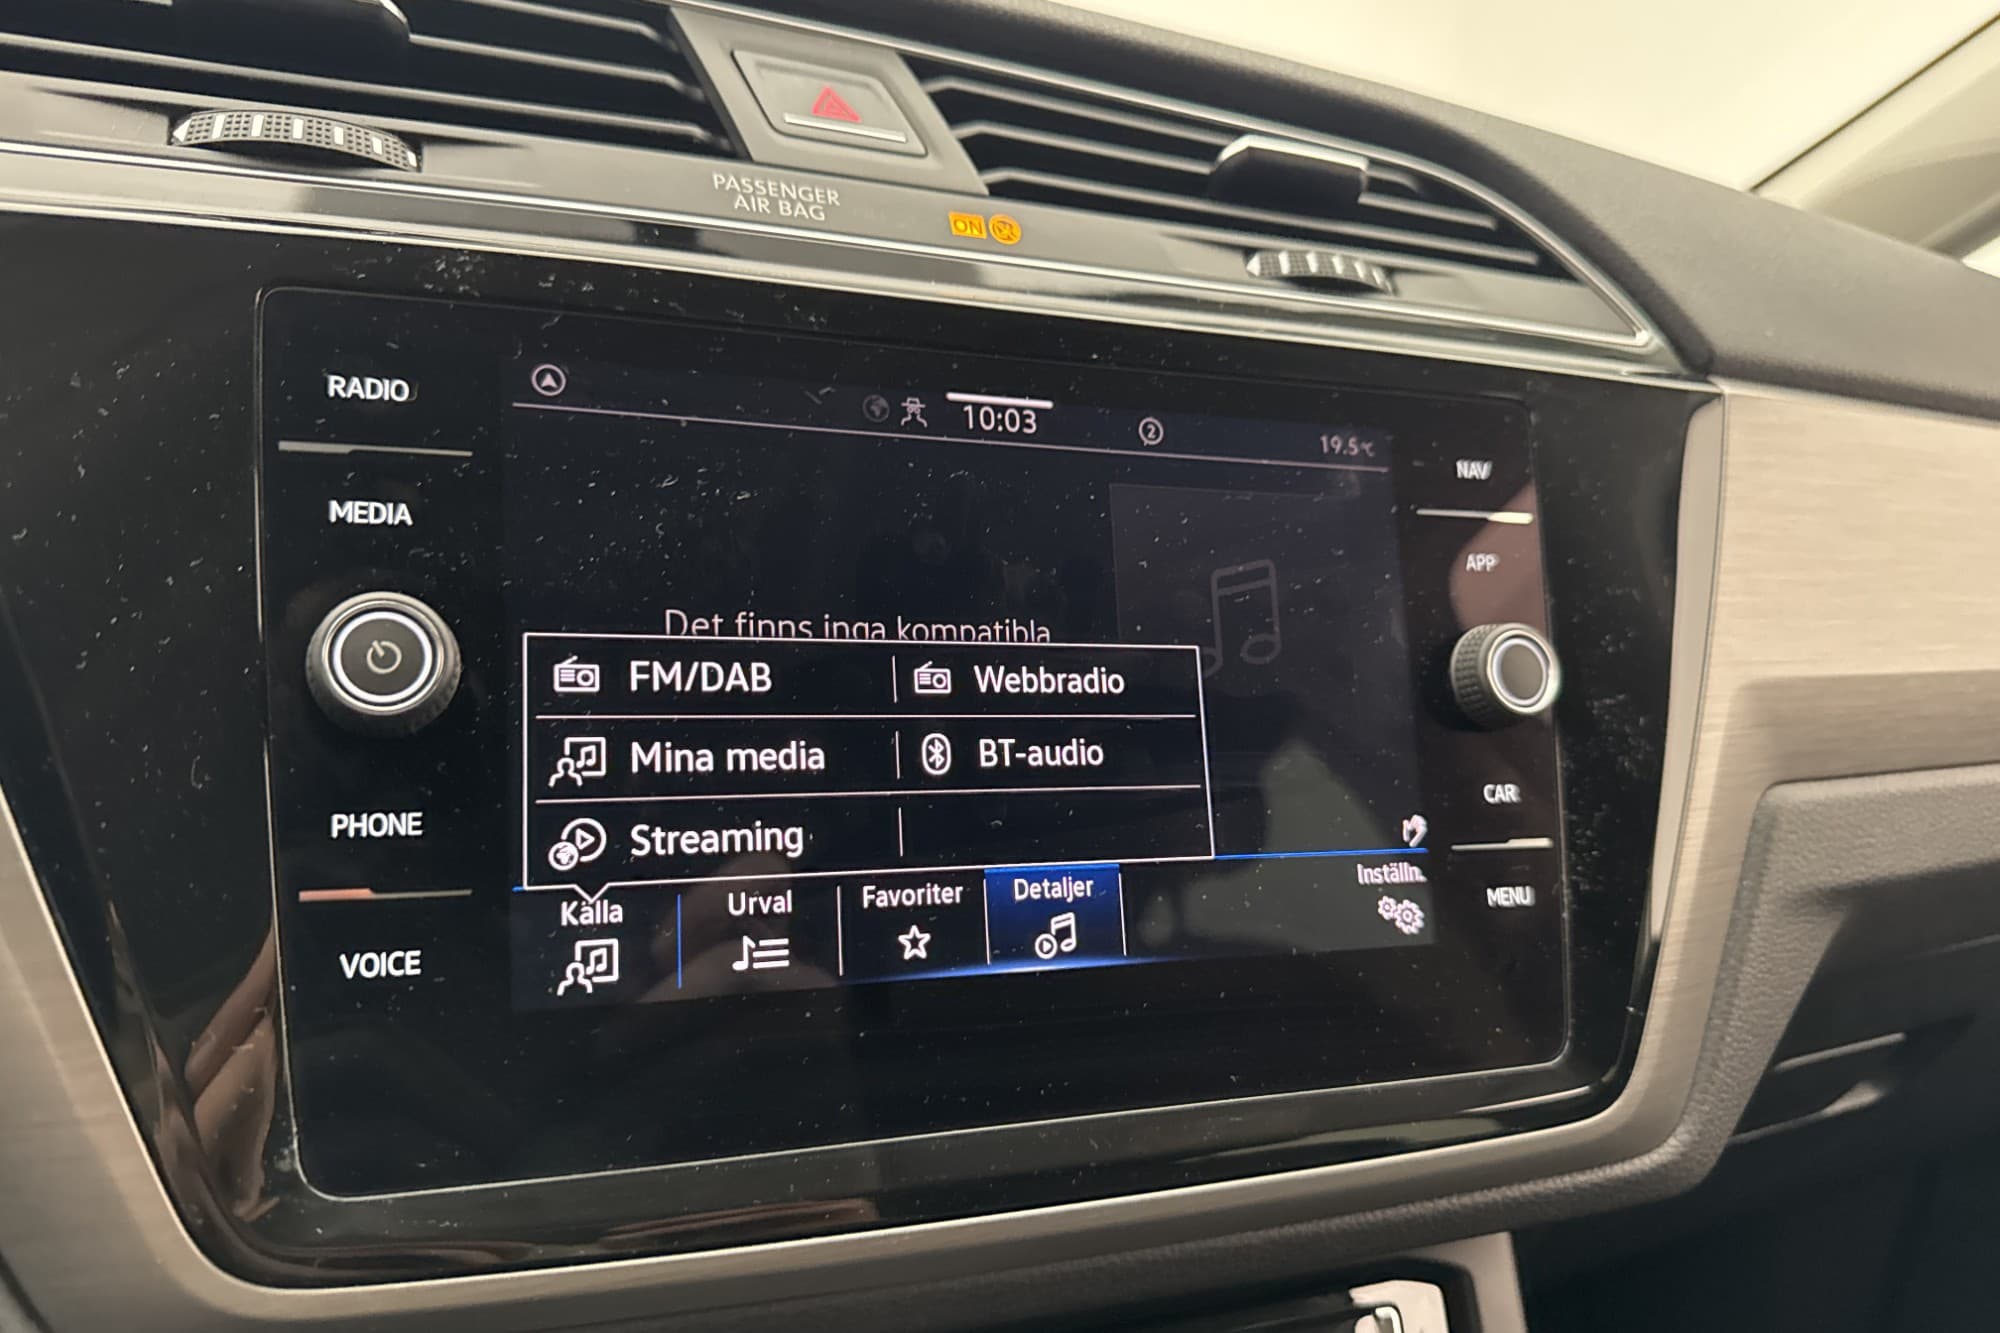 PASSENGER
AIR BAG
ON
RADIO
MEDIA
PHONE
VOICE
10:03
2
19.5°C
Det finns inga kompatibla
FM/DAB
Webbradio
Mina media
BT-audio
Streaming
Källa
Urval
Favoriter
Detaljer
Inställn.
NAV
APP
CAR
MENU